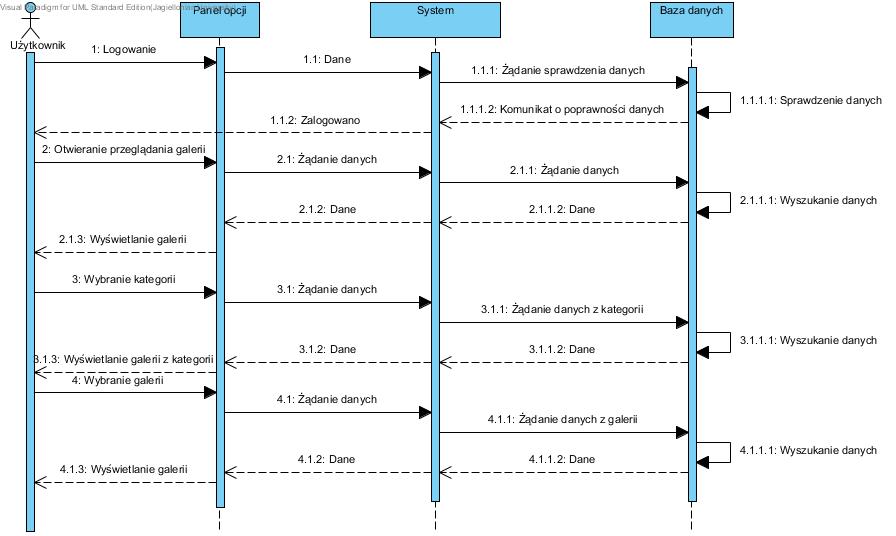 Visual Paradigm for UML Standard Edition(Jagiellonian
Panel opcji
System
Baza danych
Użytkownik
1: Logowanie
1.1: Dane
1.1.1: Żądanie sprawdzenia danych
1.1.1.1: Sprawdzenie danych
1.1.1.2: Komunikat o poprawności danych
1.1.2: Zalogowano
2: Otwieranie przeglądania galerii
2.1: Żądanie danych
2.1.1: Żądanie danych
2.1.1.1: Wyszukanie danych
2.1.2: Dane
2.1.1.2: Dane
2.1.3: Wyświetlanie galerii
3: Wybranie kategorii
3.1: Żądanie danych
3.1.1: Żądanie danych z kategorii
3.1.1.1: Wyszukanie danych
3.1.2: Dane
3.1.1.2: Dane
3.1.3: Wyświetlanie galerii z kategorii
4: Wybranie galerii
4.1: Żądanie danych
4.1.1: Żądanie danych z galerii
4.1.1.1: Wyszukanie danych
4.1.2: Dane
4.1.1.2: Dane
4.1.3: Wyświetlanie galerii